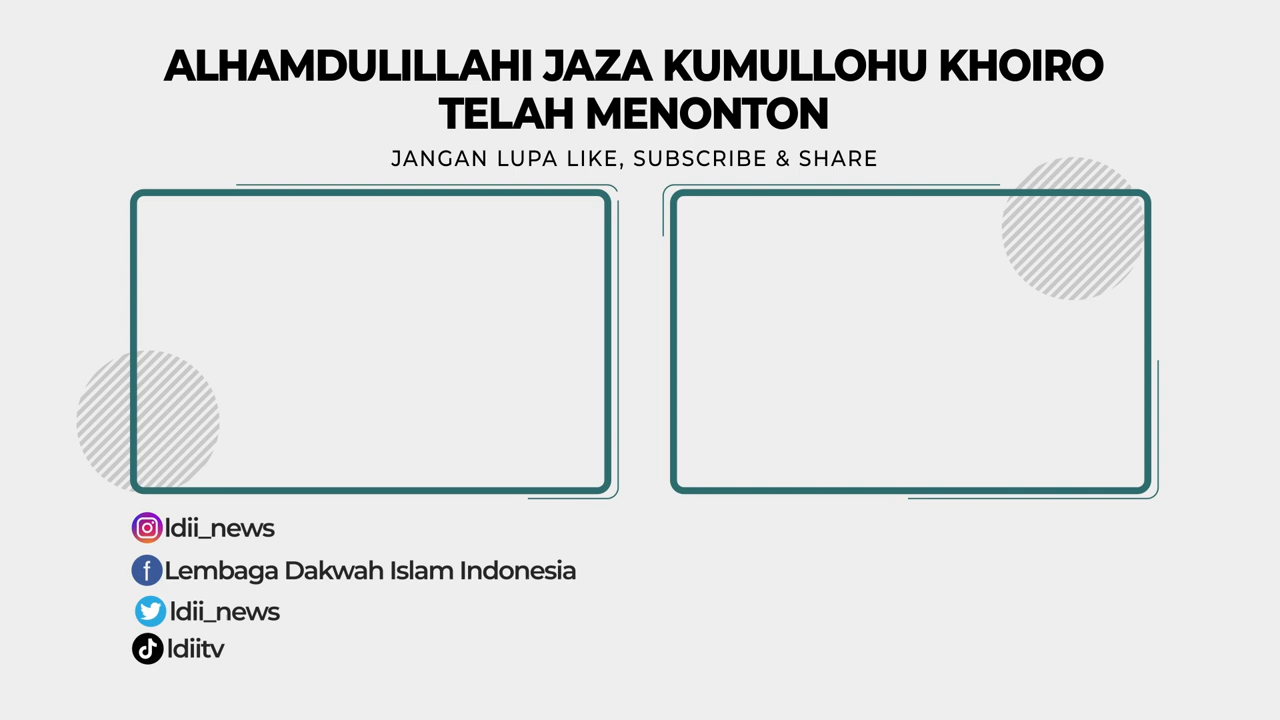 ALHAMDULILLAHI JAZA KUMULLOHU KHOIRO
TELAH MENONTON
JANGAN LUPA LIKE, SUBSCRIBE & SHARE
ldii_news
Lembaga Dakwah Islam Indonesia
ldii_news
ldiitv